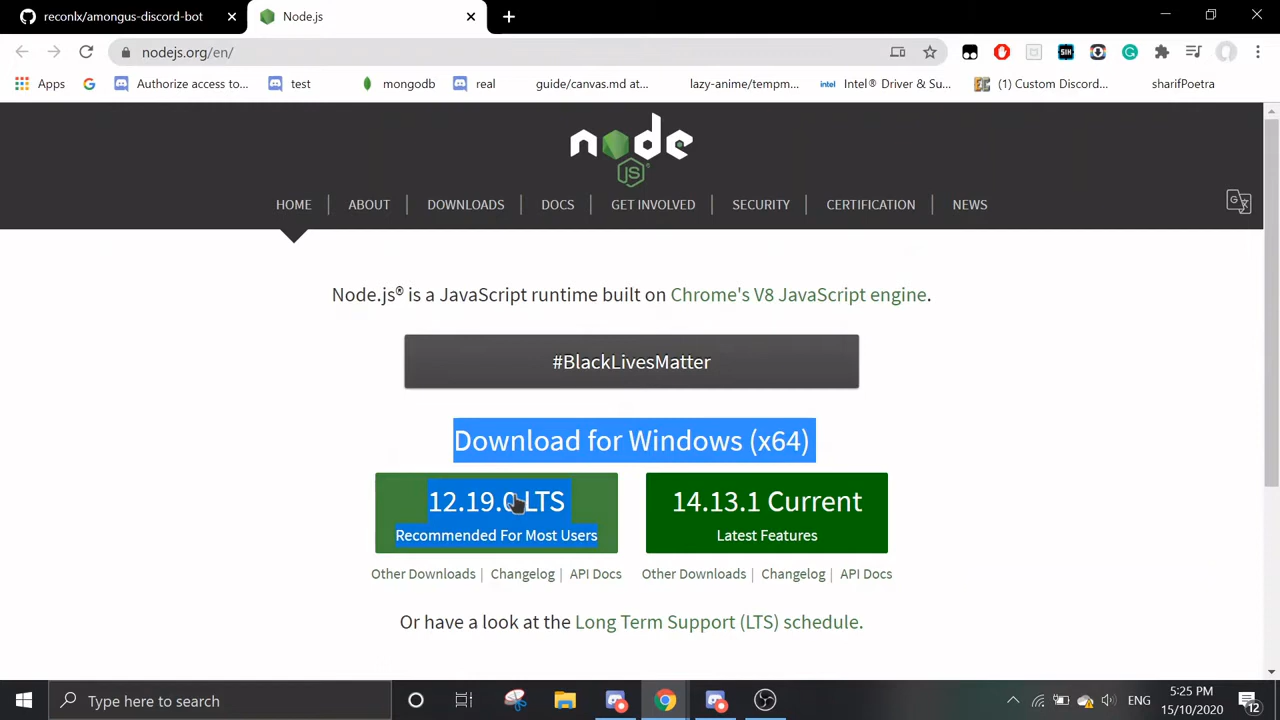 reconlx/amongus-discord-bot
Node.js
nodejs.org/en/
Apps
Authorize access to...
test
mongodb
real
guide/canvas.md at...
lazy-anime/tempm...
intel
Intel® Driver & Su...
(1) Custom Discord...
sharifPoetra
node
JS
HOME
ABOUT
DOWNLOADS
DOCS
GET INVOLVED
SECURITY
CERTIFICATION
NEWS
Node.js® is a JavaScript runtime built on Chrome's V8 JavaScript engine.
#BlackLivesMatter
Download for Windows (x64)
12.19.0 LTS
Recommended For Most Users
14.13.1 Current
Latest Features
Other Downloads | Changelog | API Docs
Other Downloads | Changelog | API Docs
Or have a look at the Long Term Support (LTS) schedule.
Type here to search
ENG
5:25 PM
15/10/2020
12